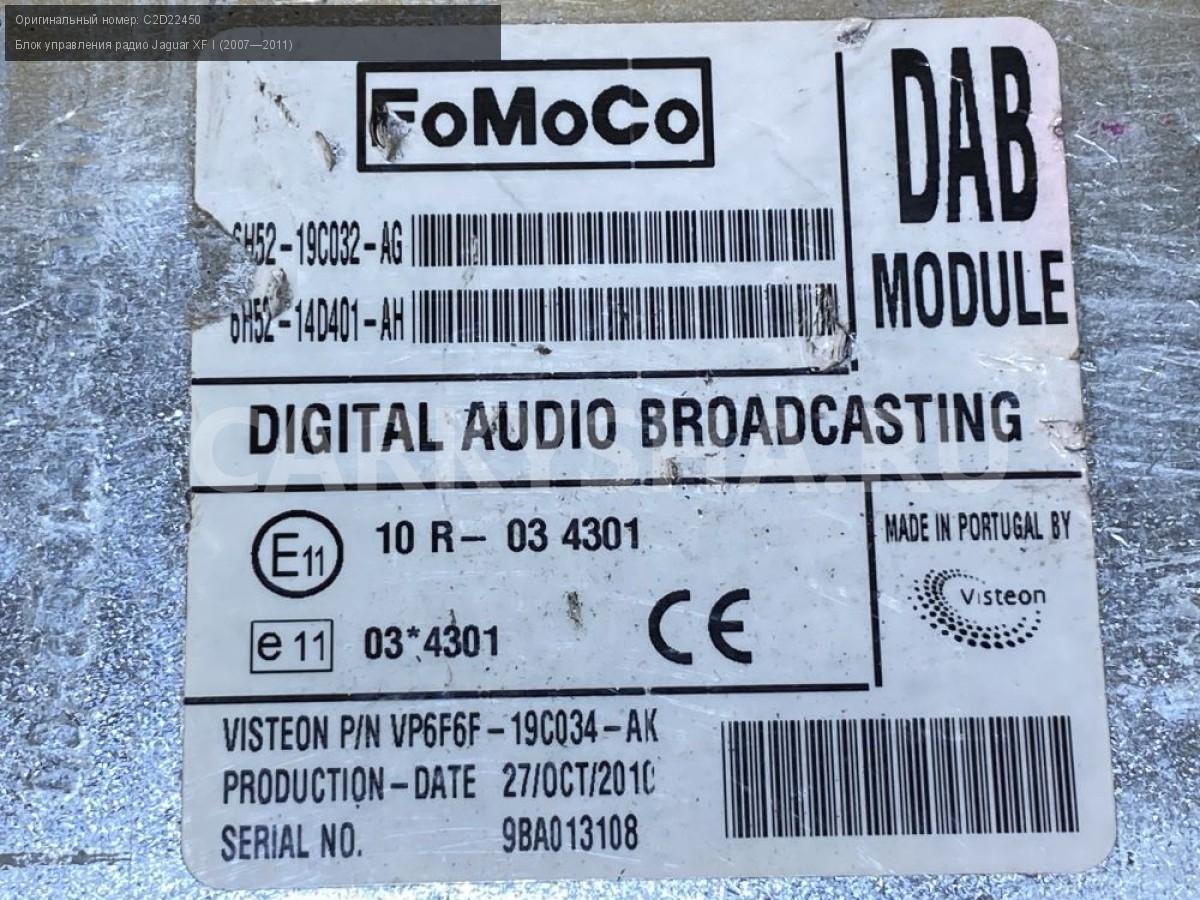 Оригинальный номер: C2D22450
Блок управления радио Jaguar XF I (2007—2011)
FoMoCo
DAB
MODULE
6H52-19C032-AG
6H52-14D401-AH
DIGITAL AUDIO BROADCASTING
CARKYSHA.RU
E11
10 R- 03 4301
MADE IN PORTUGAL BY
Visteon
e 11
03*4301
CE
VISTEON P/N VP6F6F-19C034-AK
PRODUCTION-DATE 27/OCT/2010
SERIAL NO. 9BA013108